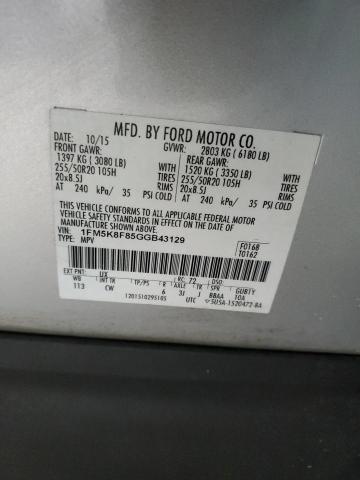 MFD. BY FORD MOTOR CO.
DATE: 10/15 GVWR: 2803 KG ( 6180 LB)
FRONT GAWR: REAR GAWR:
1397 KG ( 3080 LB) WITH 1520 KG ( 3350 LB) WITH
255/50R20 105H TIRES 255/50R20 105H TIRES
20x8.5J RIMS 20x8.5J RIMS
AT 240 kPa/ 35 PSI COLD AT 240 kPa/ 35 PSI COLD
THIS VEHICLE CONFORMS TO ALL APPLICABLE FEDERAL MOTOR
VEHICLE SAFETY STANDARDS IN EFFECT ON THE DATE OF
MANUFACTURE SHOWN ABOVE.
VIN: 1FM5K8F85GGB43129 F0168
TYPE: MPV T0162
EXT PNT: UX RC: 72 DSO:
WB INT TR TP/PS R AXLE TR SPR GUBTY
113 CW 6 3J J BBAA 10A
1201510295105 UTC 5U5A-1520472-BA